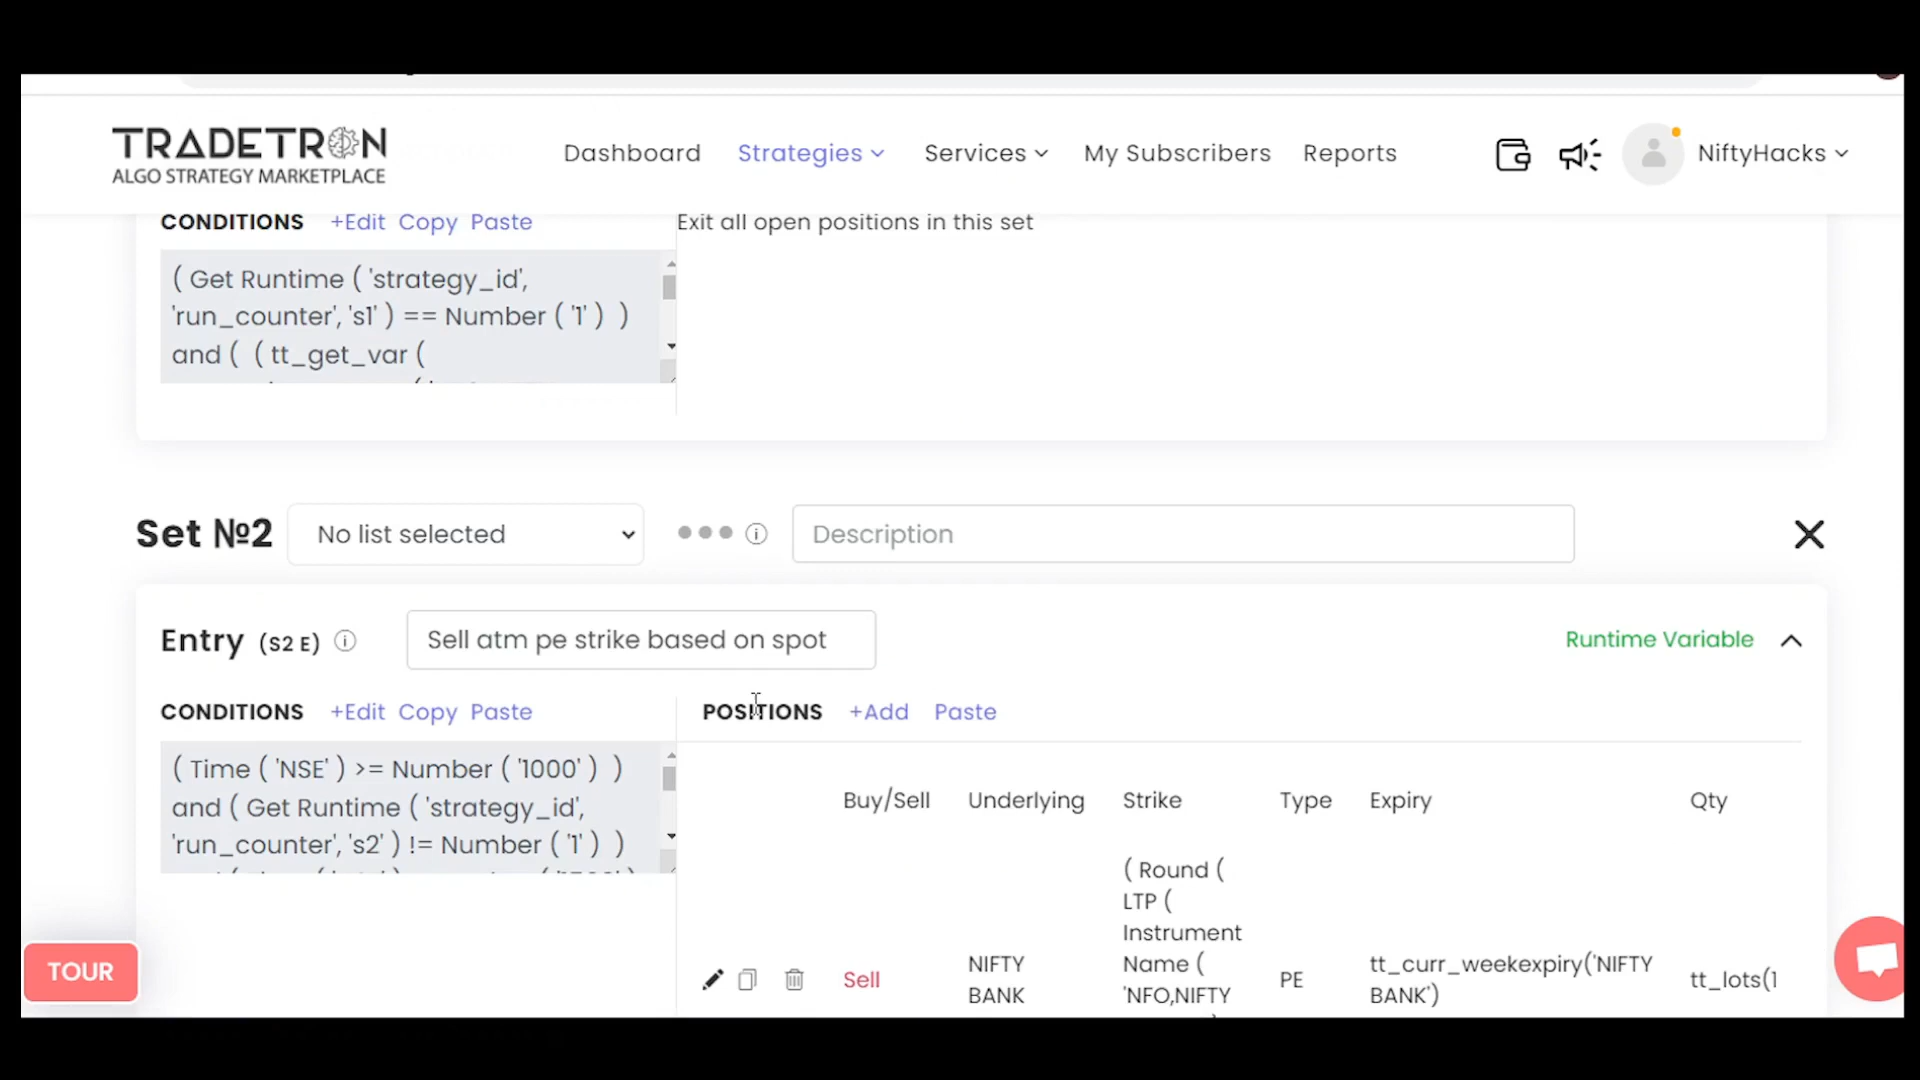 TRADETRON
ALGO STRATEGY MARKETPLACE
Dashboard Strategies Services My Subscribers Reports NiftyHacks
CONDITIONS +Edit Copy Paste
Exit all open positions in this set
( Get Runtime ( 'strategy_id',
'run_counter', 's1' ) == Number ( '1' ) )
and ( ( tt_get_var (
Set №2 No list selected Description
Entry (S2 E) Sell atm pe strike based on spot Runtime Variable
CONDITIONS +Edit Copy Paste
( Time ( 'NSE' ) >= Number ( '1000' ) )
and ( Get Runtime ( 'strategy_id',
'run_counter', 's2' ) != Number ( '1' ) )
POSITIONS +Add Paste
Buy/Sell Underlying Strike Type Expiry Qty
Sell
NIFTY
BANK
( Round (
LTP (
Instrument
Name (
'NFO,NIFTY
PE
tt_curr_weekexpiry('NIFTY
BANK')
tt_lots(1
TOUR